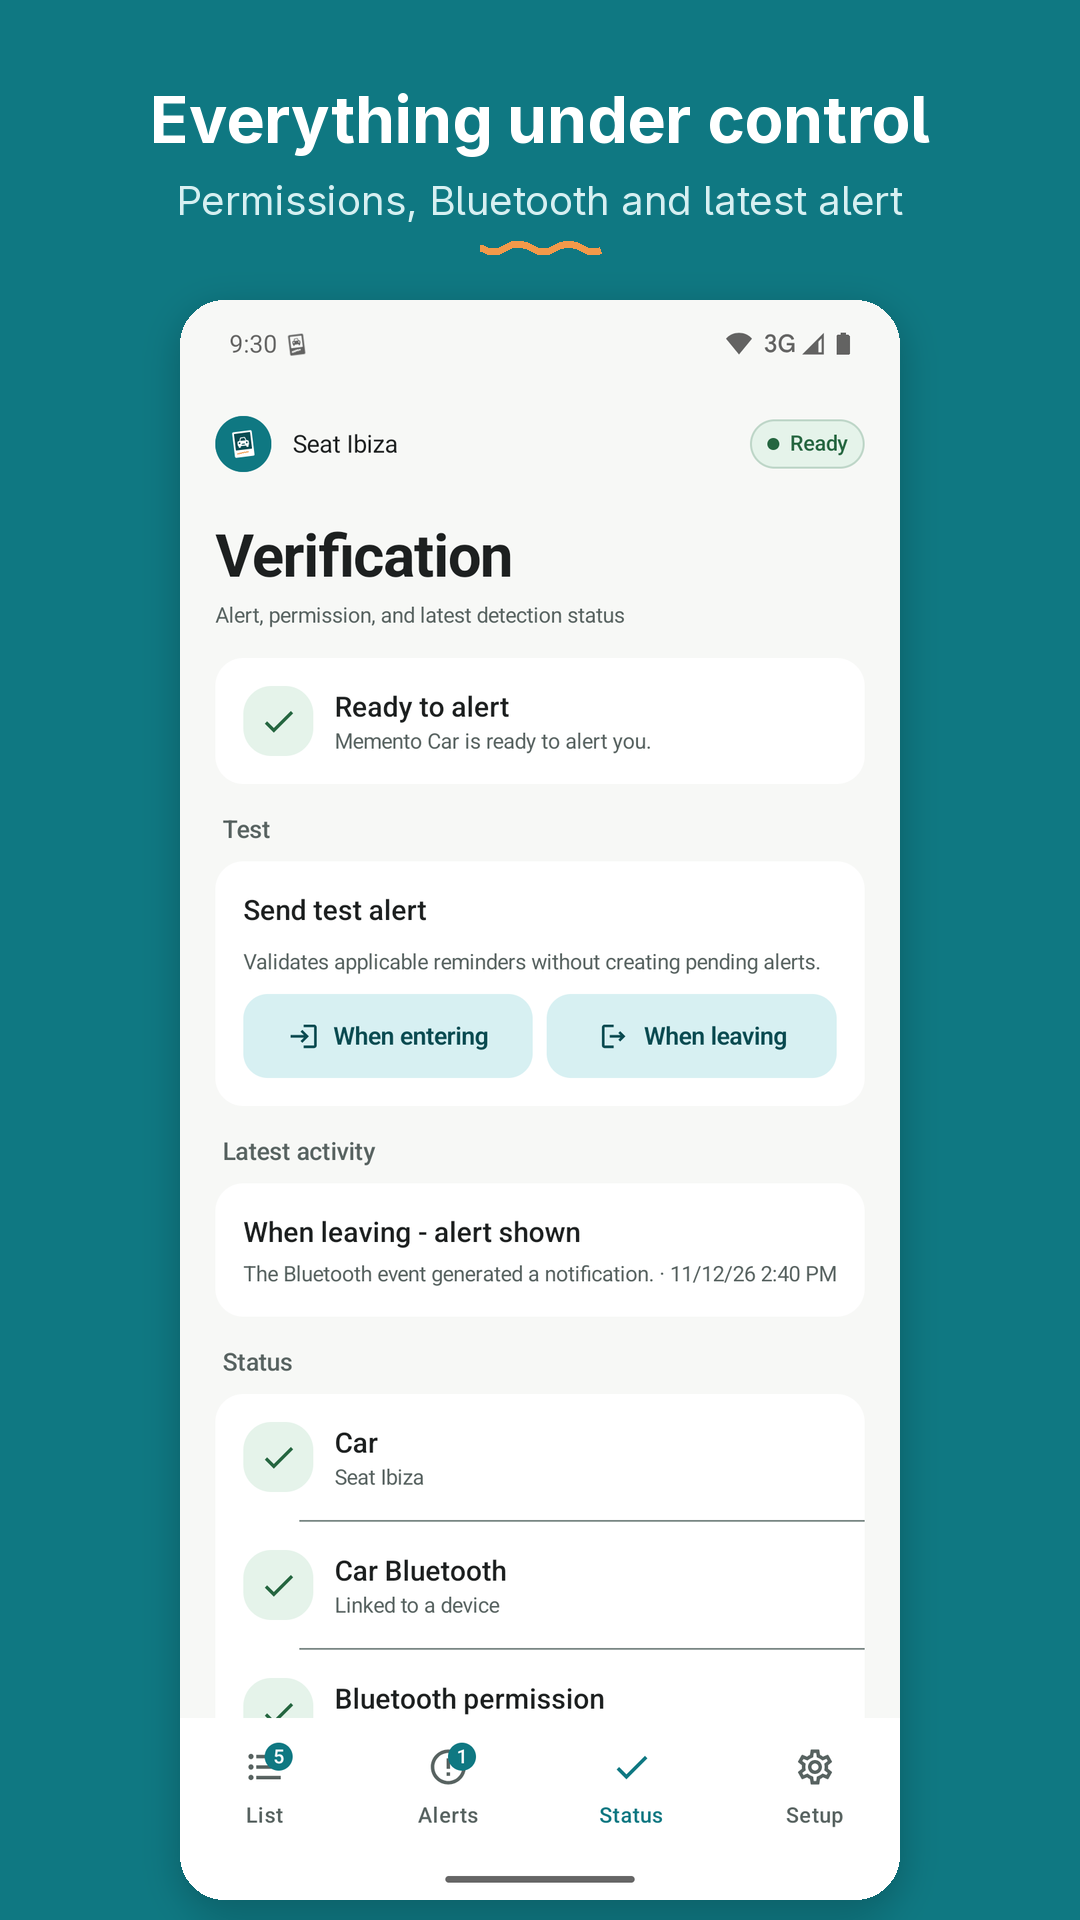 Everything under control
Permissions, Bluetooth and latest alert
9:30
3G
Seat Ibiza
Ready
Verification
Alert, permission, and latest detection status
Ready to alert
Memento Car is ready to alert you.
Test
Send test alert
Validates applicable reminders without creating pending alerts.
When entering
When leaving
Latest activity
When leaving - alert shown
The Bluetooth event generated a notification. · 11/12/26 2:40 PM
Status
Car
Seat Ibiza
Car Bluetooth
Linked to a device
Bluetooth permission
5
1
List
Alerts
Status
Setup